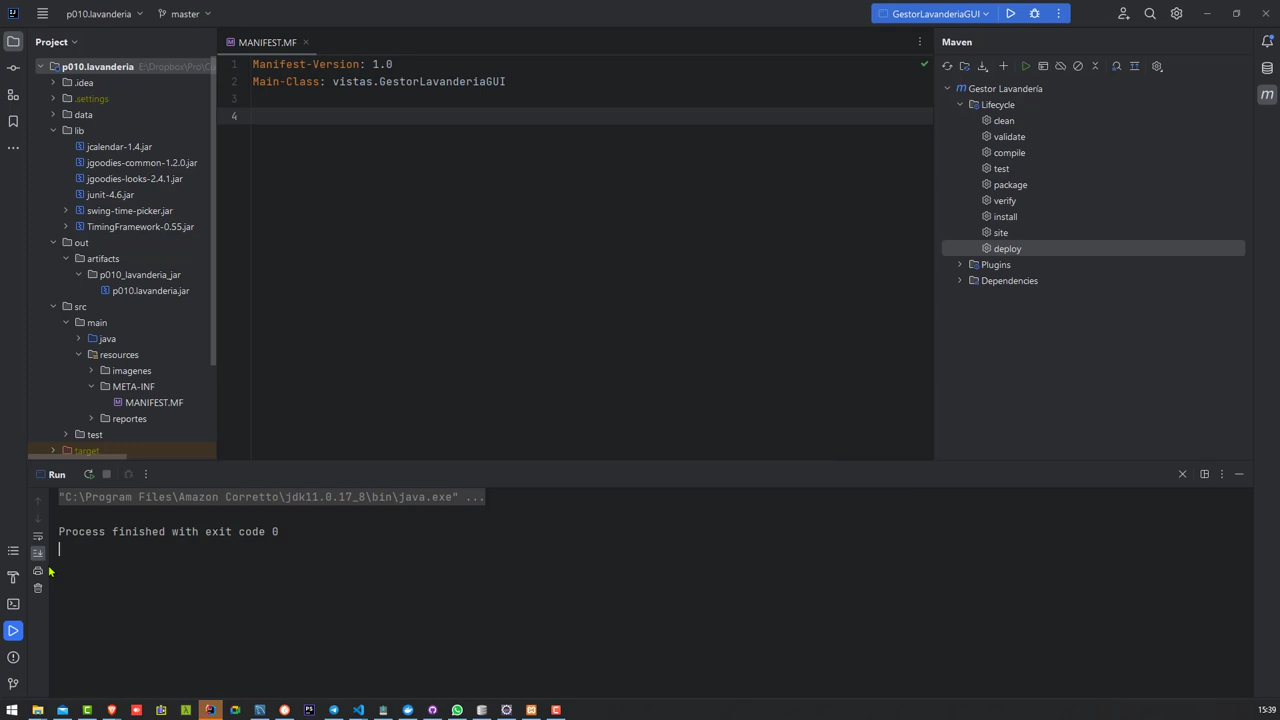 p010.lavanderia
master
GestorLavanderiaGUI
Project
MANIFEST.MF
Maven
p010.lavanderia E:\Dropbox\Pro\Cu
.idea
.settings
data
lib
jcalendar-1.4.jar
jgoodies-common-1.2.0.jar
jgoodies-looks-2.4.1.jar
junit-4.6.jar
swing-time-picker.jar
TimingFramework-0.55.jar
out
artifacts
p010_lavanderia_jar
p010.lavanderia.jar
src
main
java
resources
imagenes
META-INF
MANIFEST.MF
reportes
test
target
1 Manifest-Version: 1.0
2 Main-Class: vistas.GestorLavanderiaGUI
3
4
Gestor Lavandería
Lifecycle
clean
validate
compile
test
package
verify
install
site
deploy
Plugins
Dependencies
Run
"C:\Program Files\Amazon Corretto\jdk11.0.17_8\bin\java.exe" ...
Process finished with exit code 0
15:39